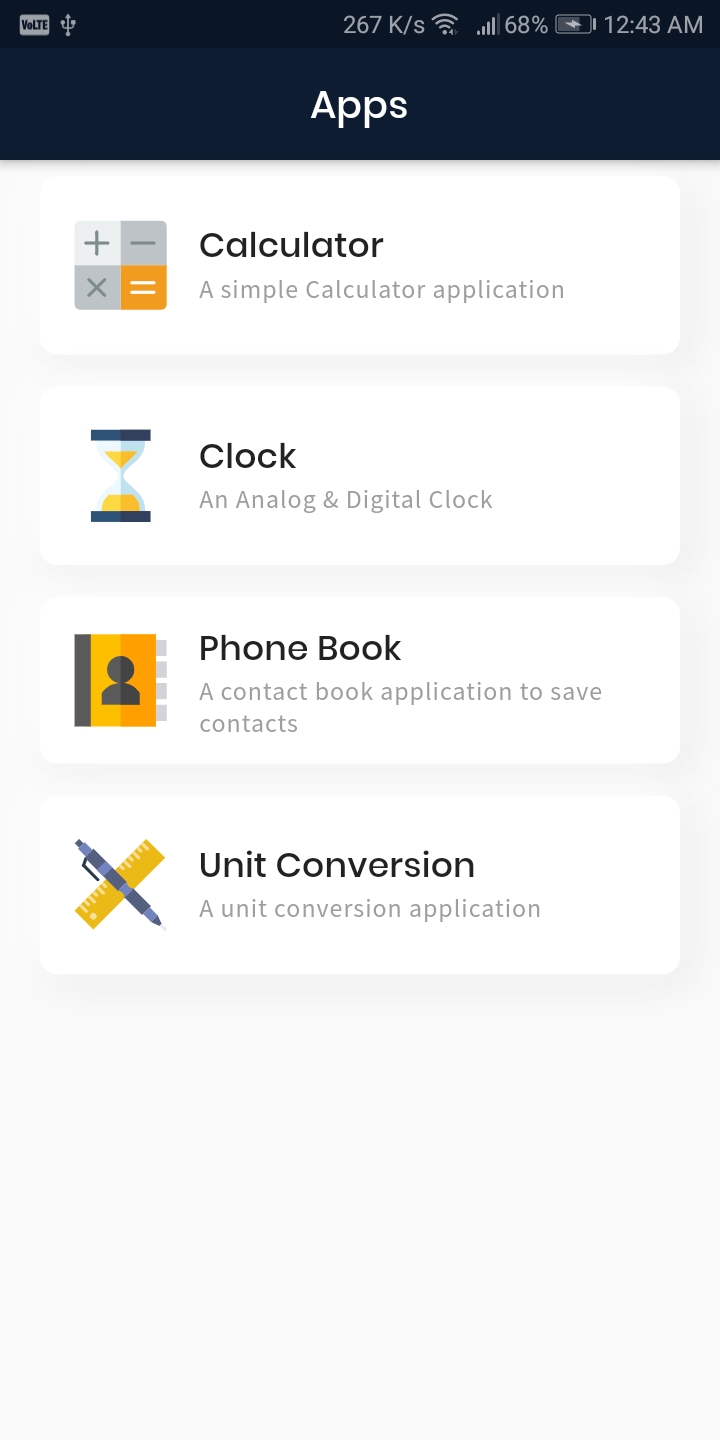 VoLTE 267 K/s 68% 12:43 AM
Apps
Calculator
A simple Calculator application
Clock
An Analog & Digital Clock
Phone Book
A contact book application to save
contacts
Unit Conversion
A unit conversion application